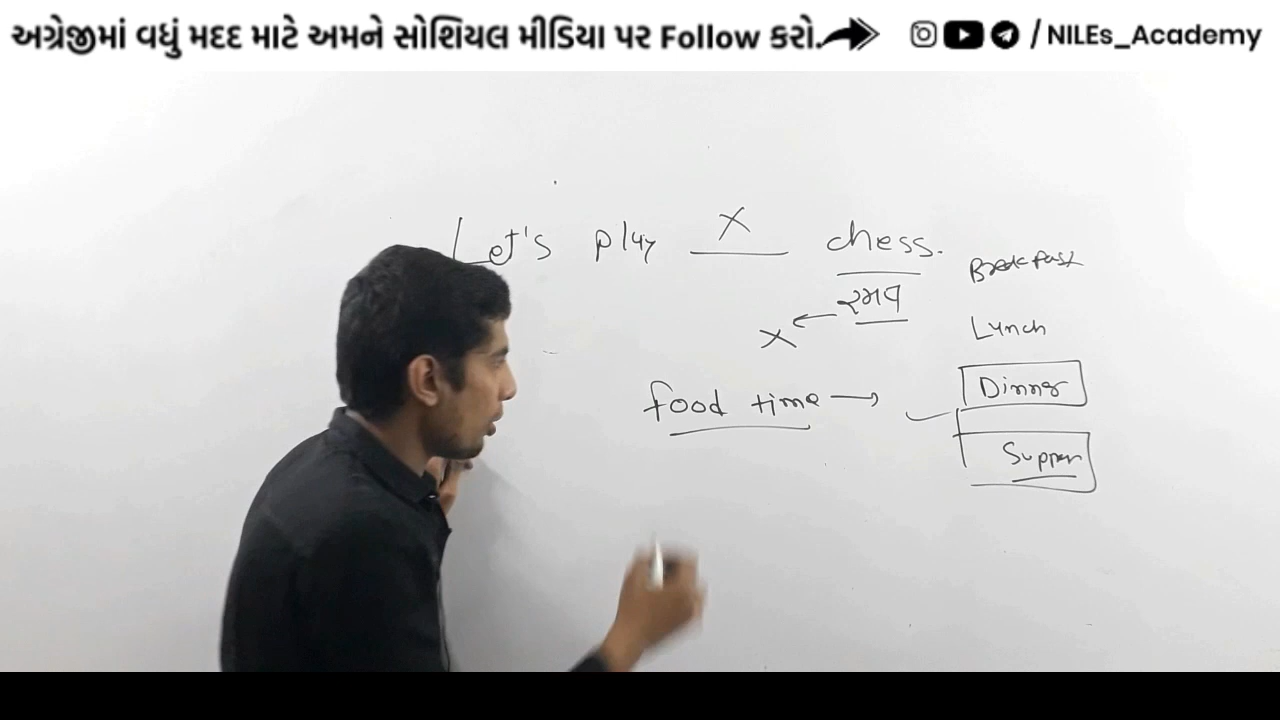 અગ્રેજીમાં વધું મદદ માટે અમને સોશિયલ મીડિયા પર Follow કરો. / NILEs_Academy
Let's play X chess.
રમત
X
Breakfast
Lunch
food time → Dinner
Supper